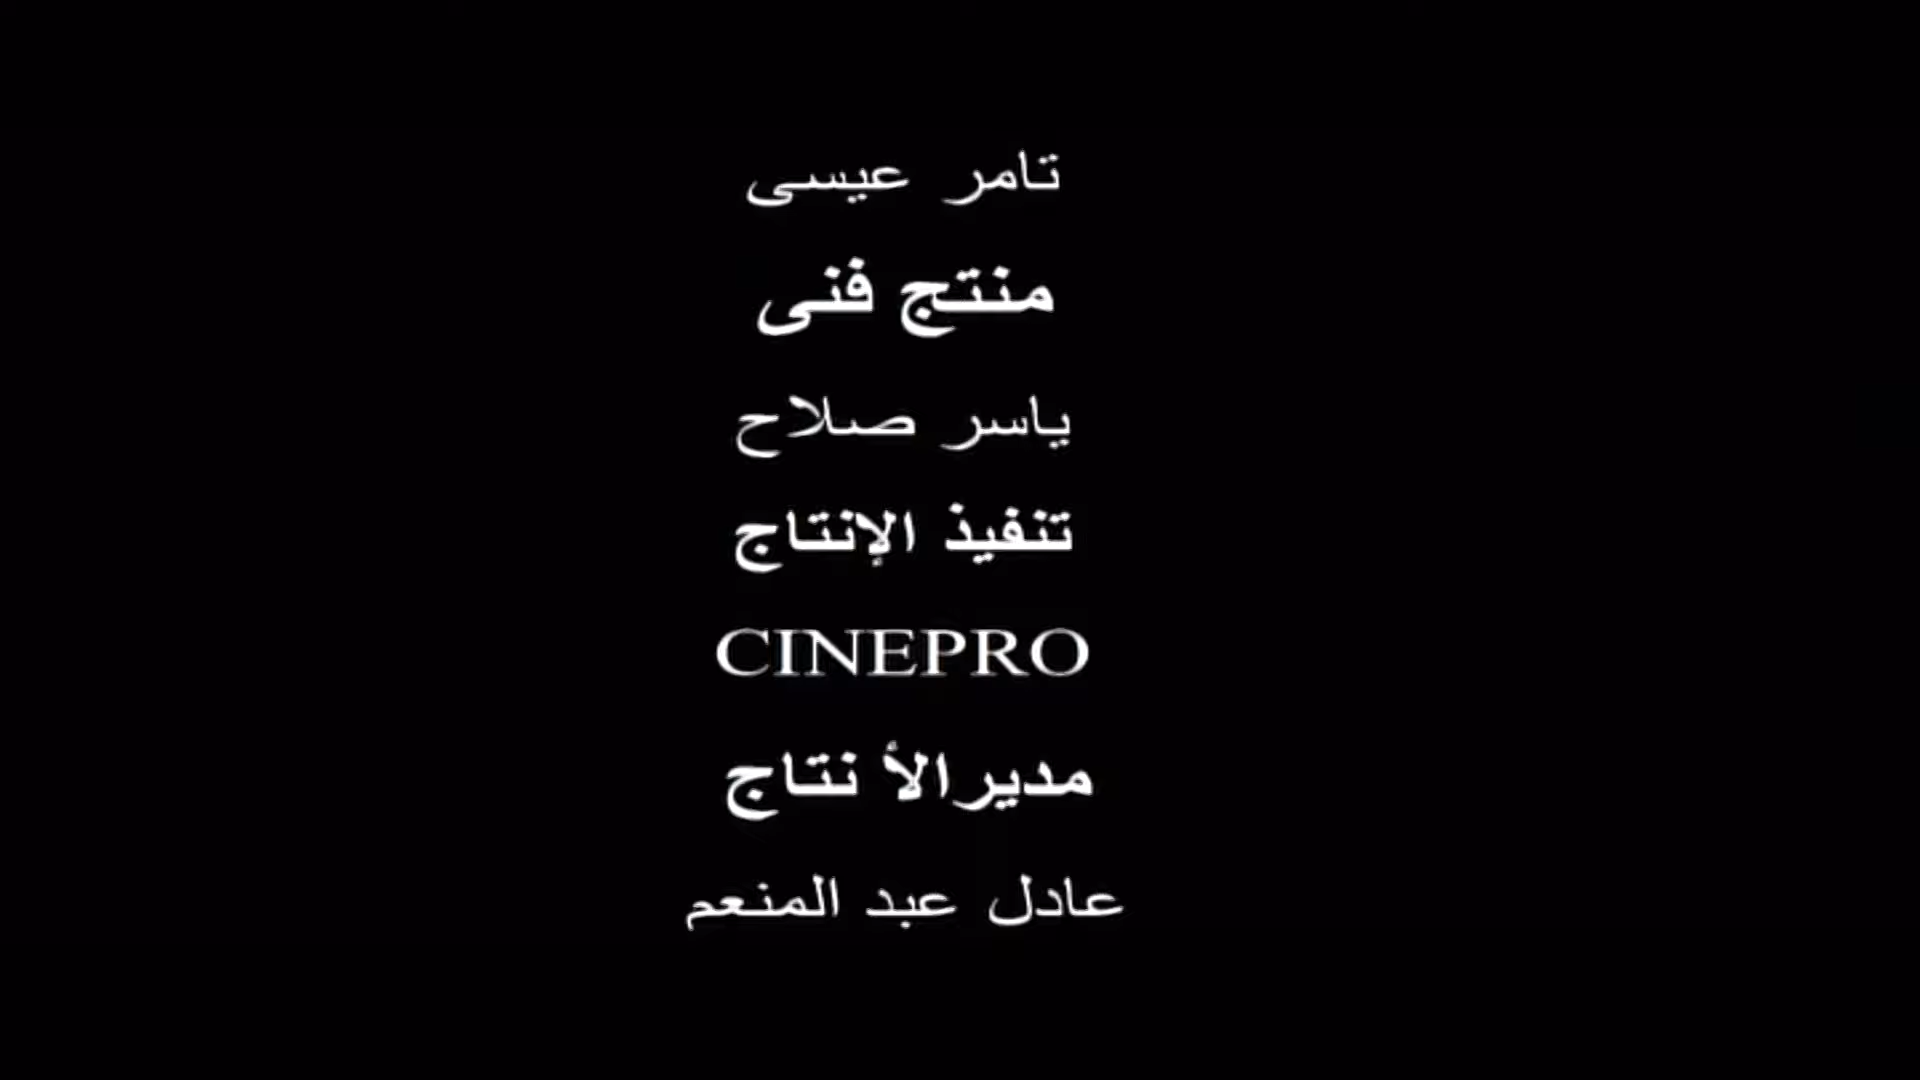 تامر عيسى
منتج فنى
ياسر صلاح
تنفيذ الإنتاج
CINEPRO
مديرالأ نتاج
عادل عبد المنعم